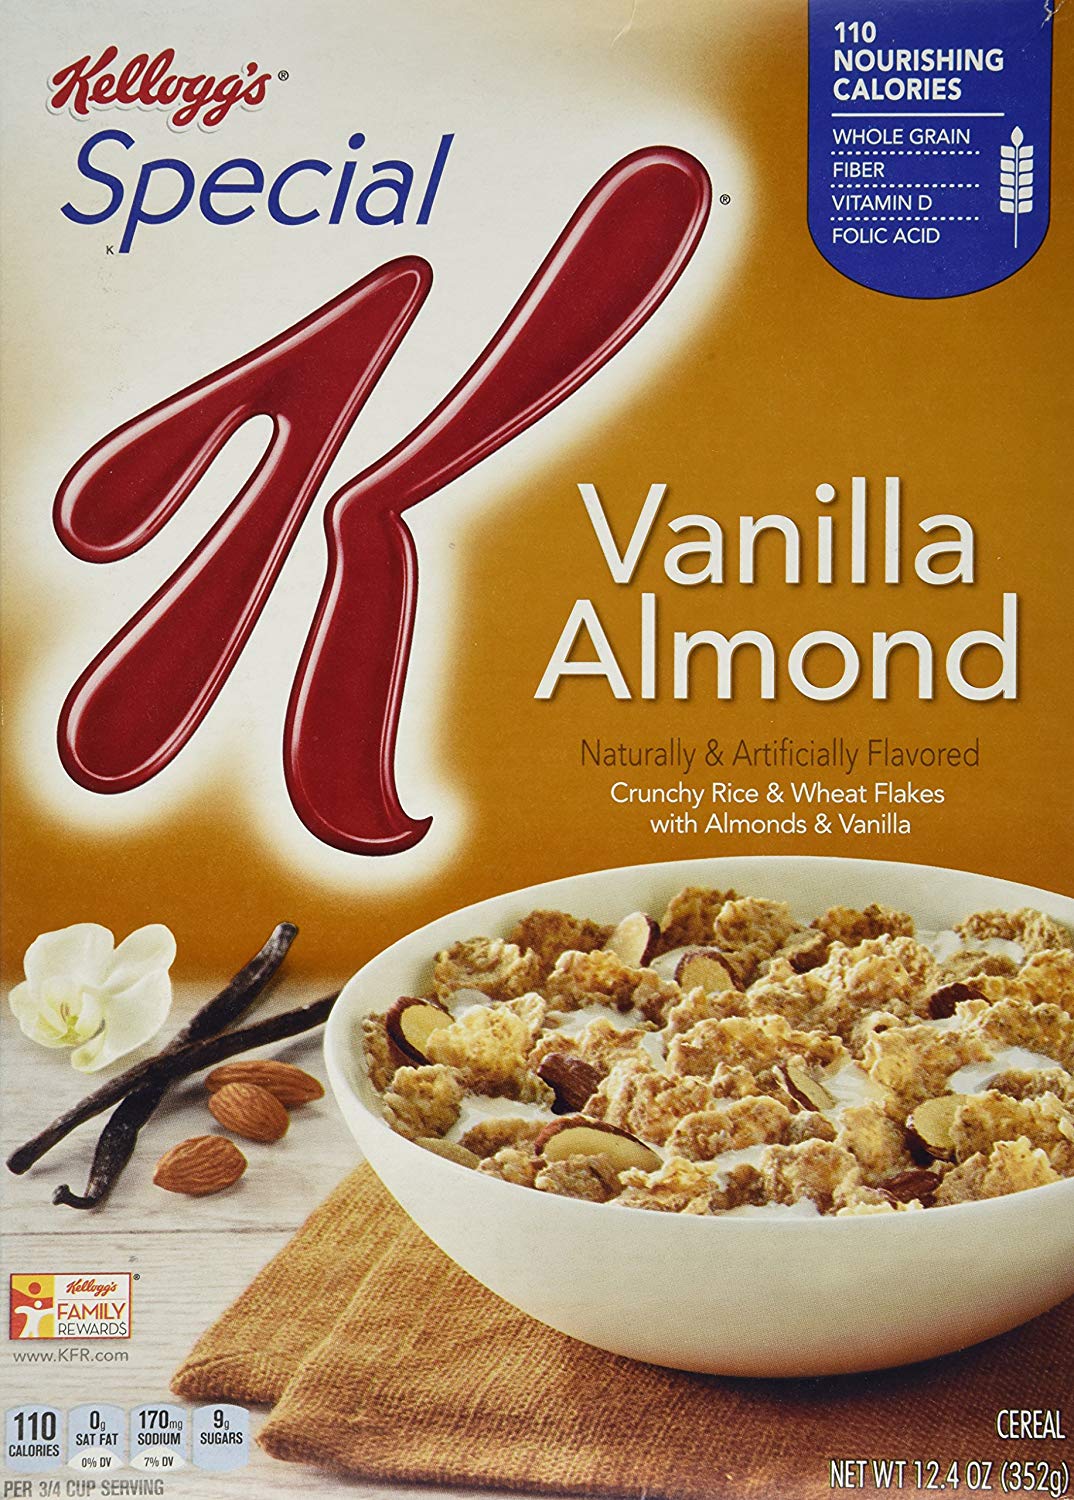 Kellogg's®
Special
K®
K
110
NOURISHING
CALORIES
WHOLE GRAIN
FIBER
VITAMIN D
FOLIC ACID
Vanilla
Almond
Naturally & Artificially Flavored
Crunchy Rice & Wheat Flakes
with Almonds & Vanilla
Kellogg's®
FAMILY
REWARDS
www.KFR.com
110
CALORIES
0g
SAT FAT
0% DV
170mg
SODIUM
7% DV
9g
SUGARS
PER 3/4 CUP SERVING
CEREAL
NET WT 12.4 OZ (352g)